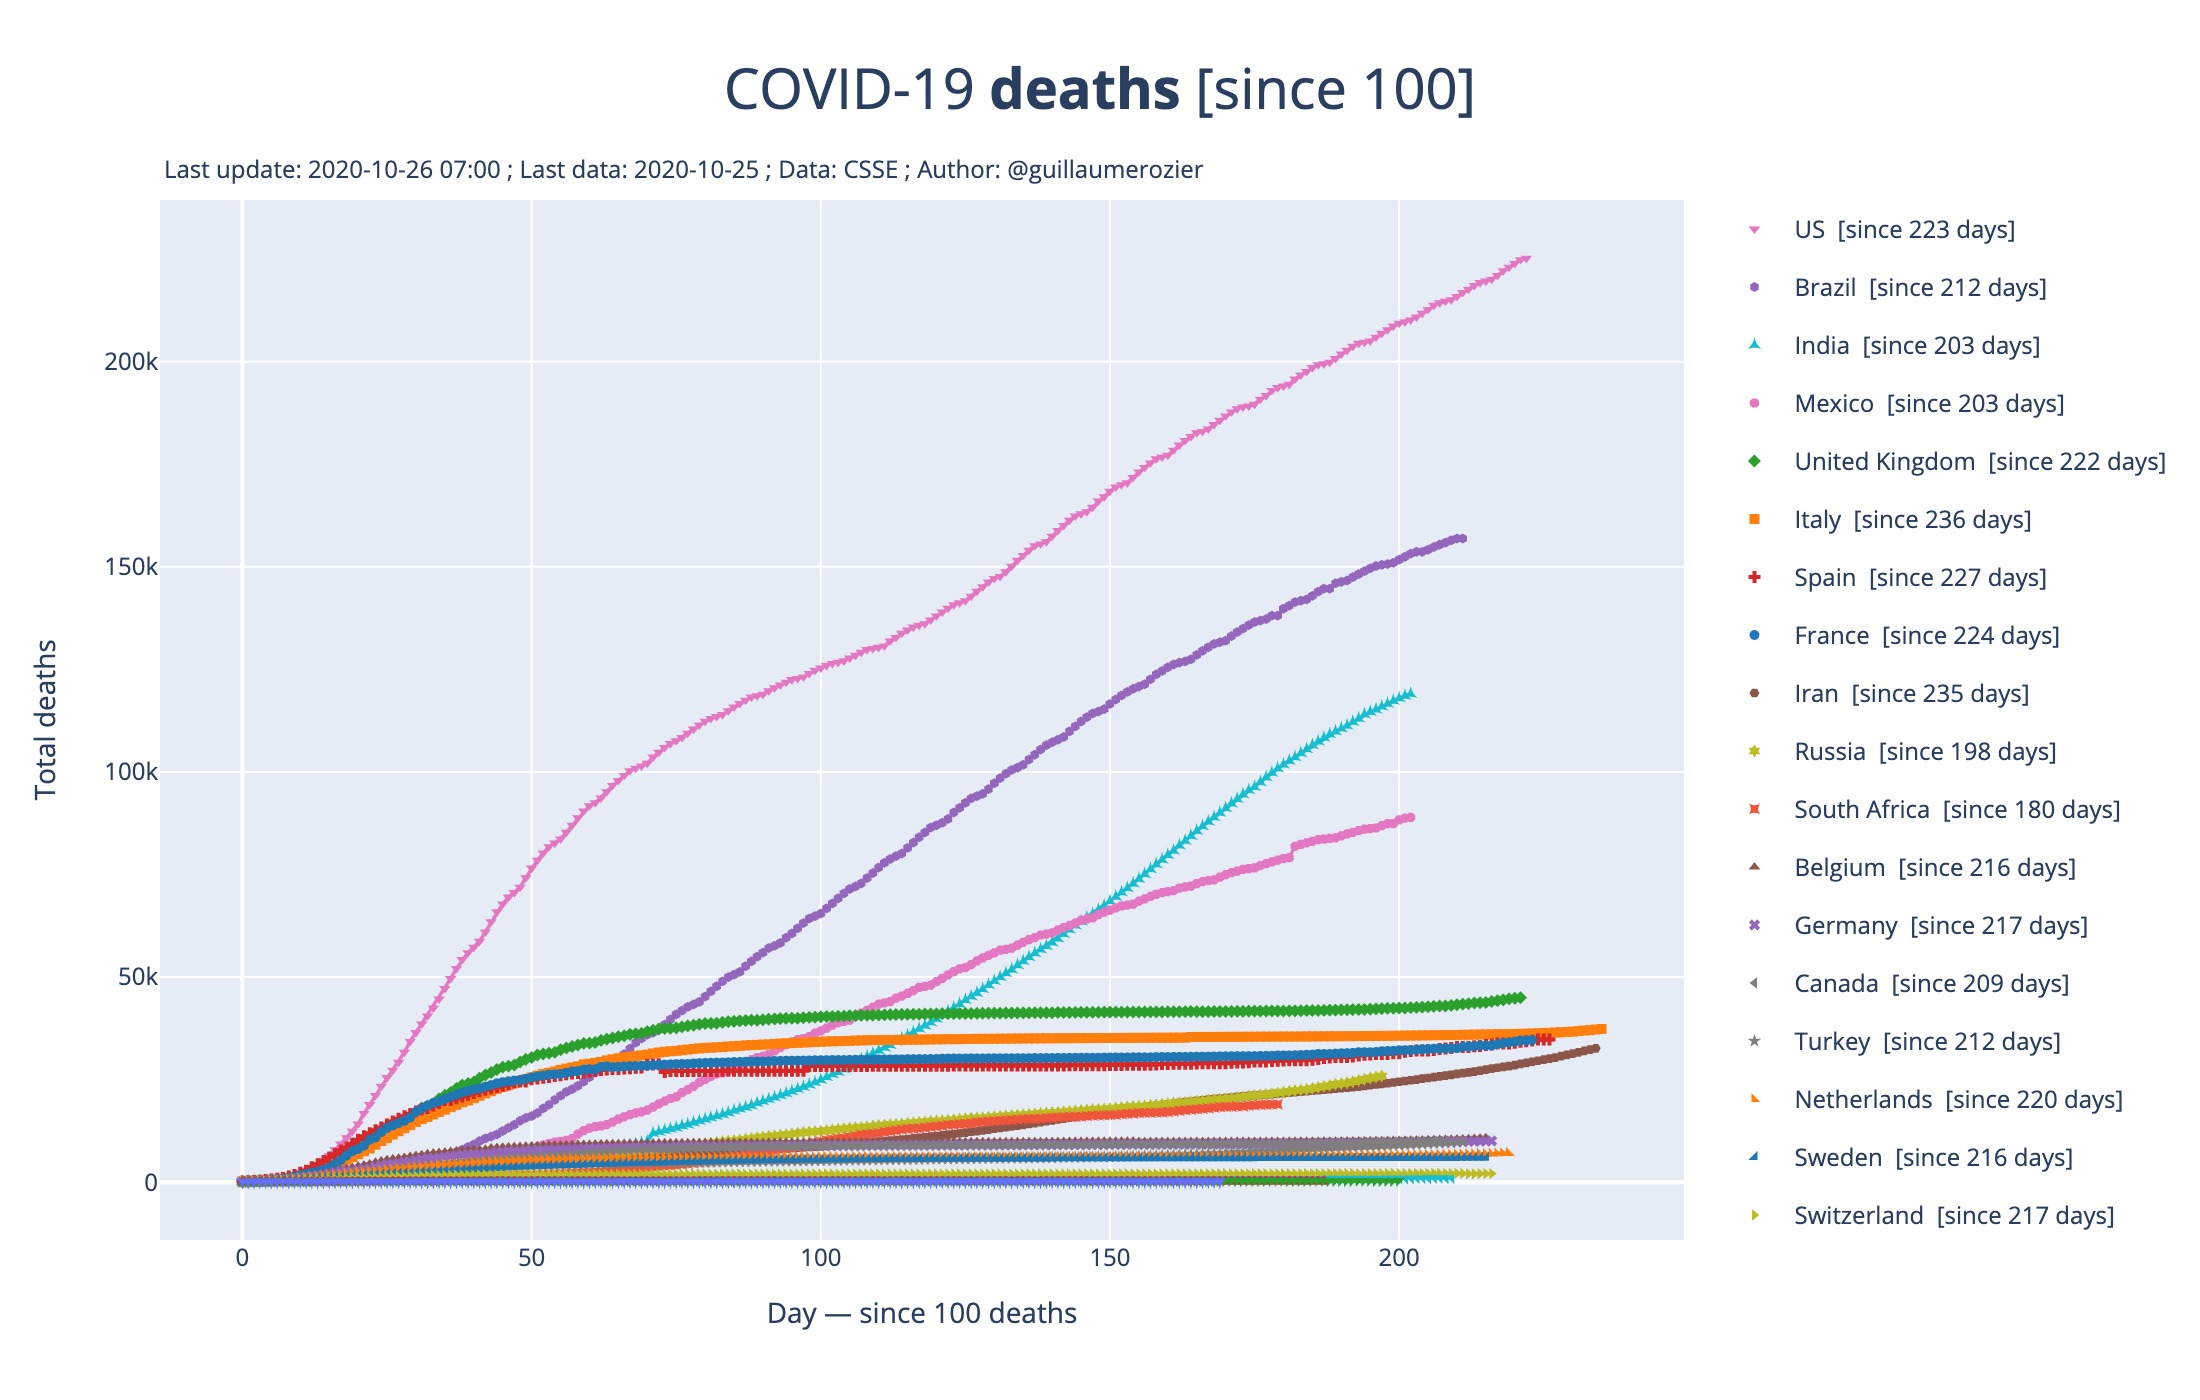 COVID-19 deaths [since 100]
Last update: 2020-10-26 07:00 ; Last data: 2020-10-25 ; Data: CSSE ; Author: @guillaumerozier
US [since 223 days]
Brazil [since 212 days]
India [since 203 days]
Mexico [since 203 days]
United Kingdom [since 222 days]
Italy [since 236 days]
Spain [since 227 days]
France [since 224 days]
Iran [since 235 days]
Russia [since 198 days]
South Africa [since 180 days]
Belgium [since 216 days]
Germany [since 217 days]
Canada [since 209 days]
Turkey [since 212 days]
Netherlands [since 220 days]
Sweden [since 216 days]
Switzerland [since 217 days]
Total deaths
200k
150k
100k
50k
0
0 50 100 150 200
Day — since 100 deaths